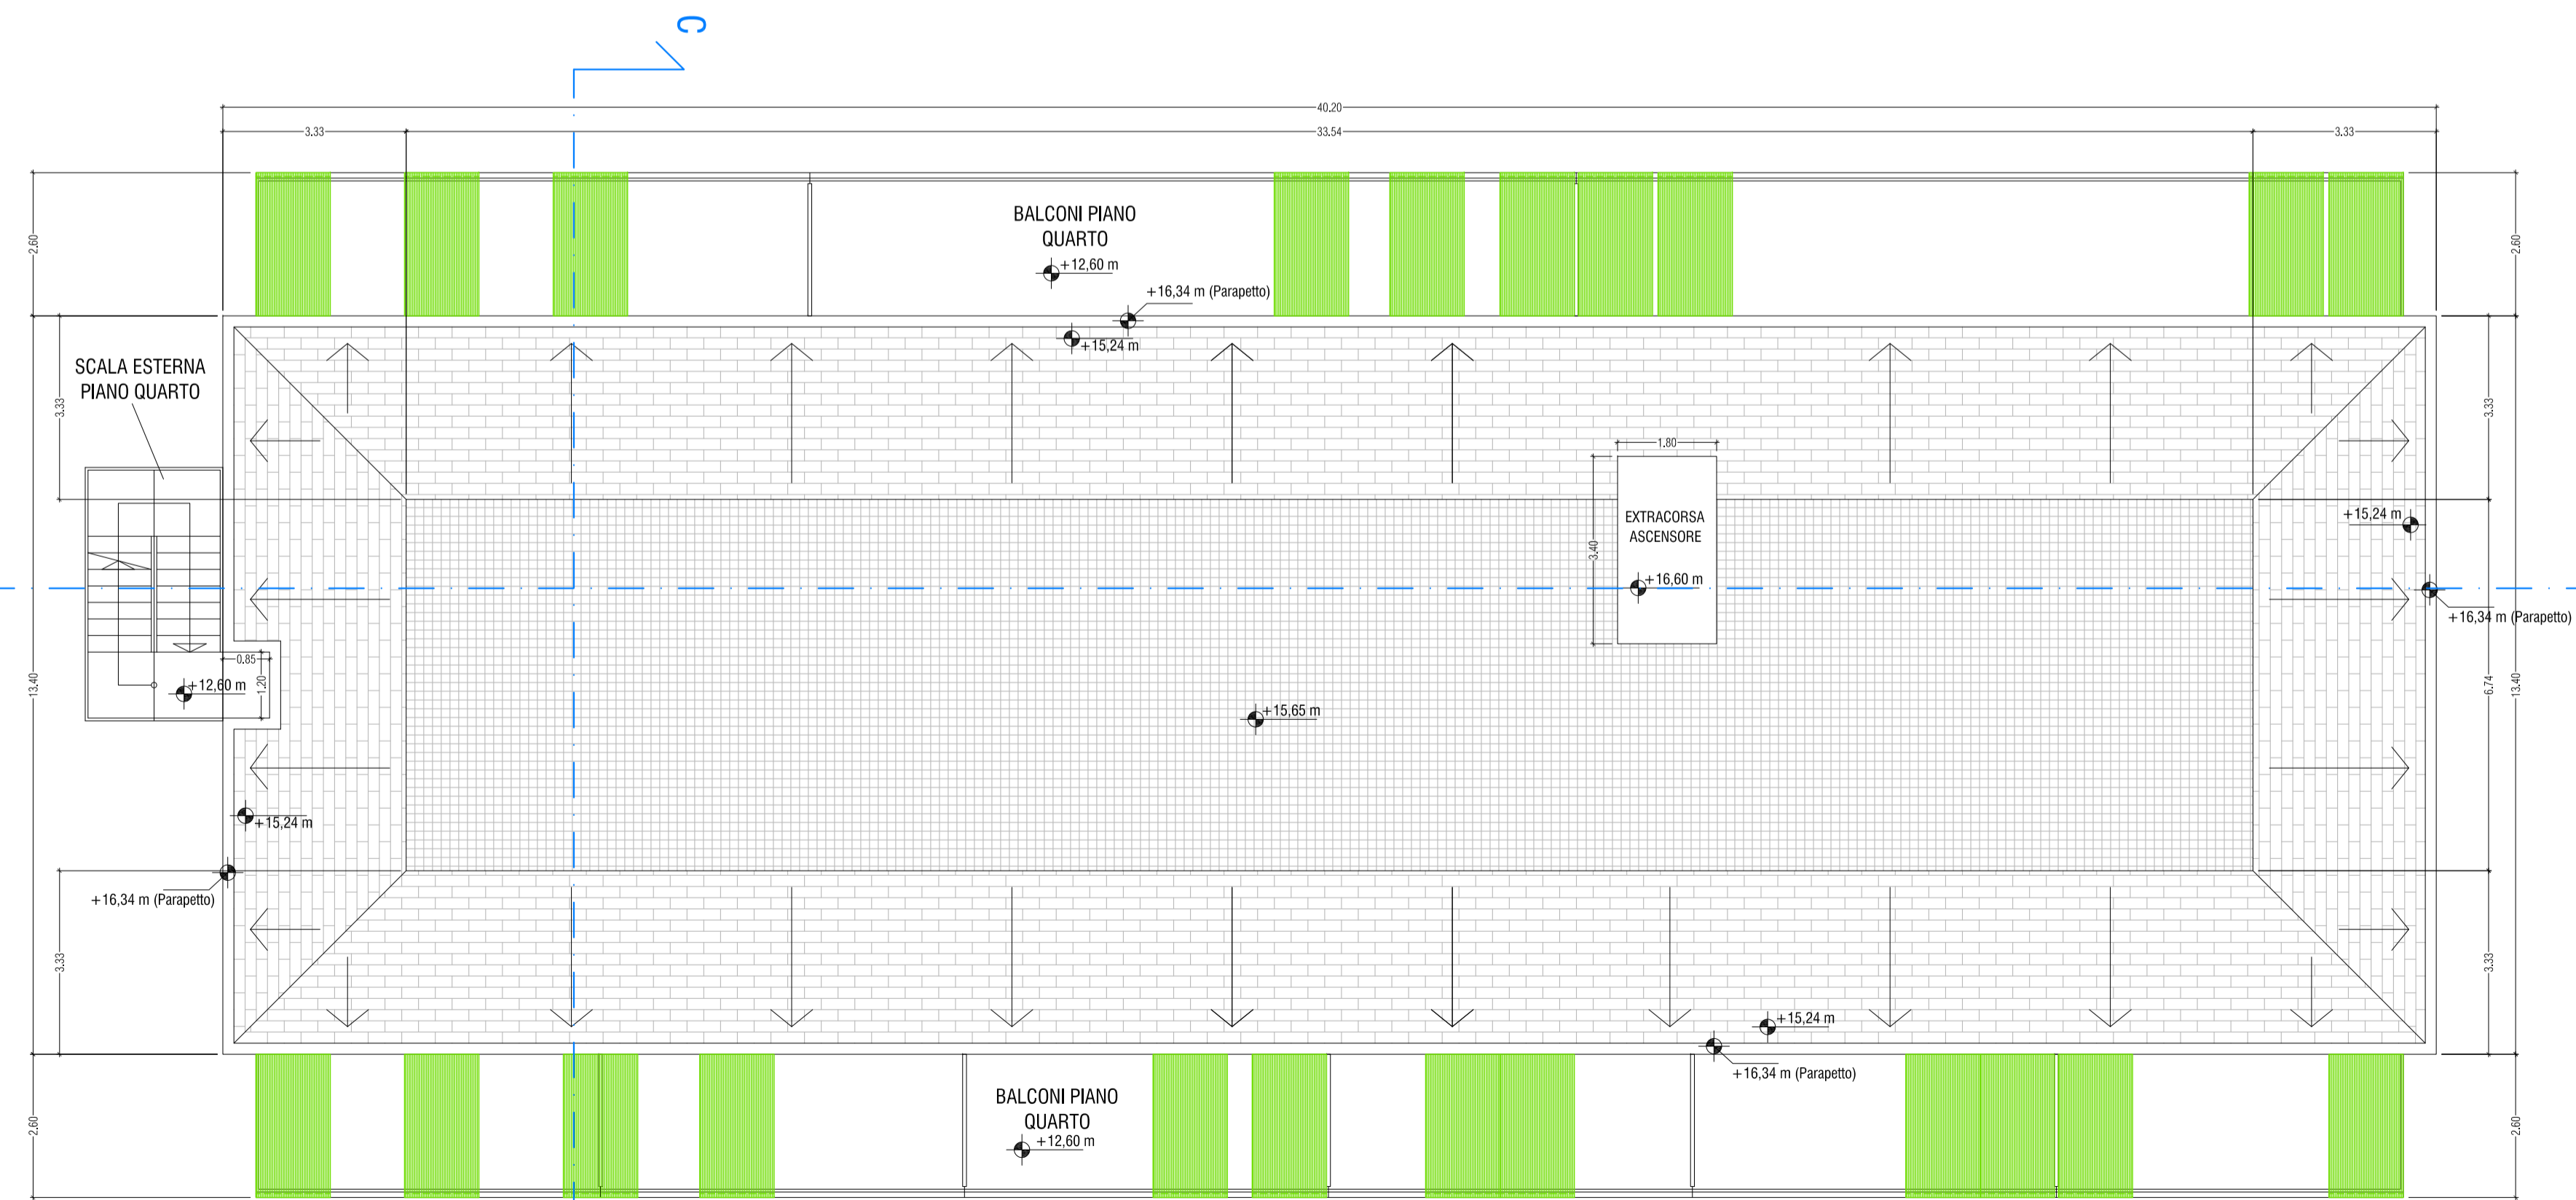 C
40.20
3.33
33.54
3.33
2.60
2.60
BALCONI PIANO
QUARTO
+12,60 m
+16,34 m (Parapetto)
+15,24 m
SCALA ESTERNA
PIANO QUARTO
3.33
3.33
1.80
EXTRACORSA
ASCENSORE
3.40
+16,60 m
+15,24 m
+16,34 m (Parapetto)
0.85
1.20
+12,60 m
13.40
6.74
13.40
+15,65 m
+15,24 m
+16,34 m (Parapetto)
3.33
3.33
+15,24 m
+16,34 m (Parapetto)
BALCONI PIANO
QUARTO
+12,60 m
2.60
2.60